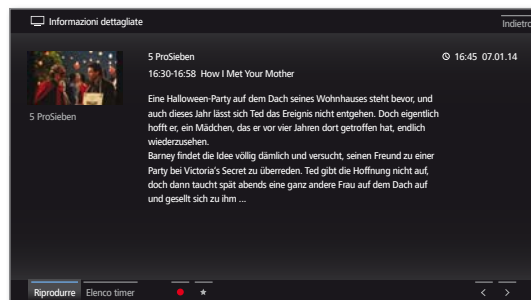 Informazioni dettagliate
Indietro
5 ProSieben
16:45 07.01.14
16:30-16:58 How I Met Your Mother
5 ProSieben
Eine Halloween-Party auf dem Dach seines Wohnhauses steht bevor, und
auch dieses Jahr lässt sich Ted das Ereignis nicht entgehen. Doch eigentlich
hofft er, ein Mädchen, das er vor vier Jahren dort getroffen hat, endlich
wiederzusehen.
Barney findet die Idee völlig dämlich und versucht, seinen Freund zu einer
Party bei Victoria's Secret zu überreden. Ted gibt die Hoffnung nicht auf,
doch dann taucht spät abends eine ganz andere Frau auf dem Dach auf
und gesellt sich zu ihm ...
Riprodurre Elenco timer